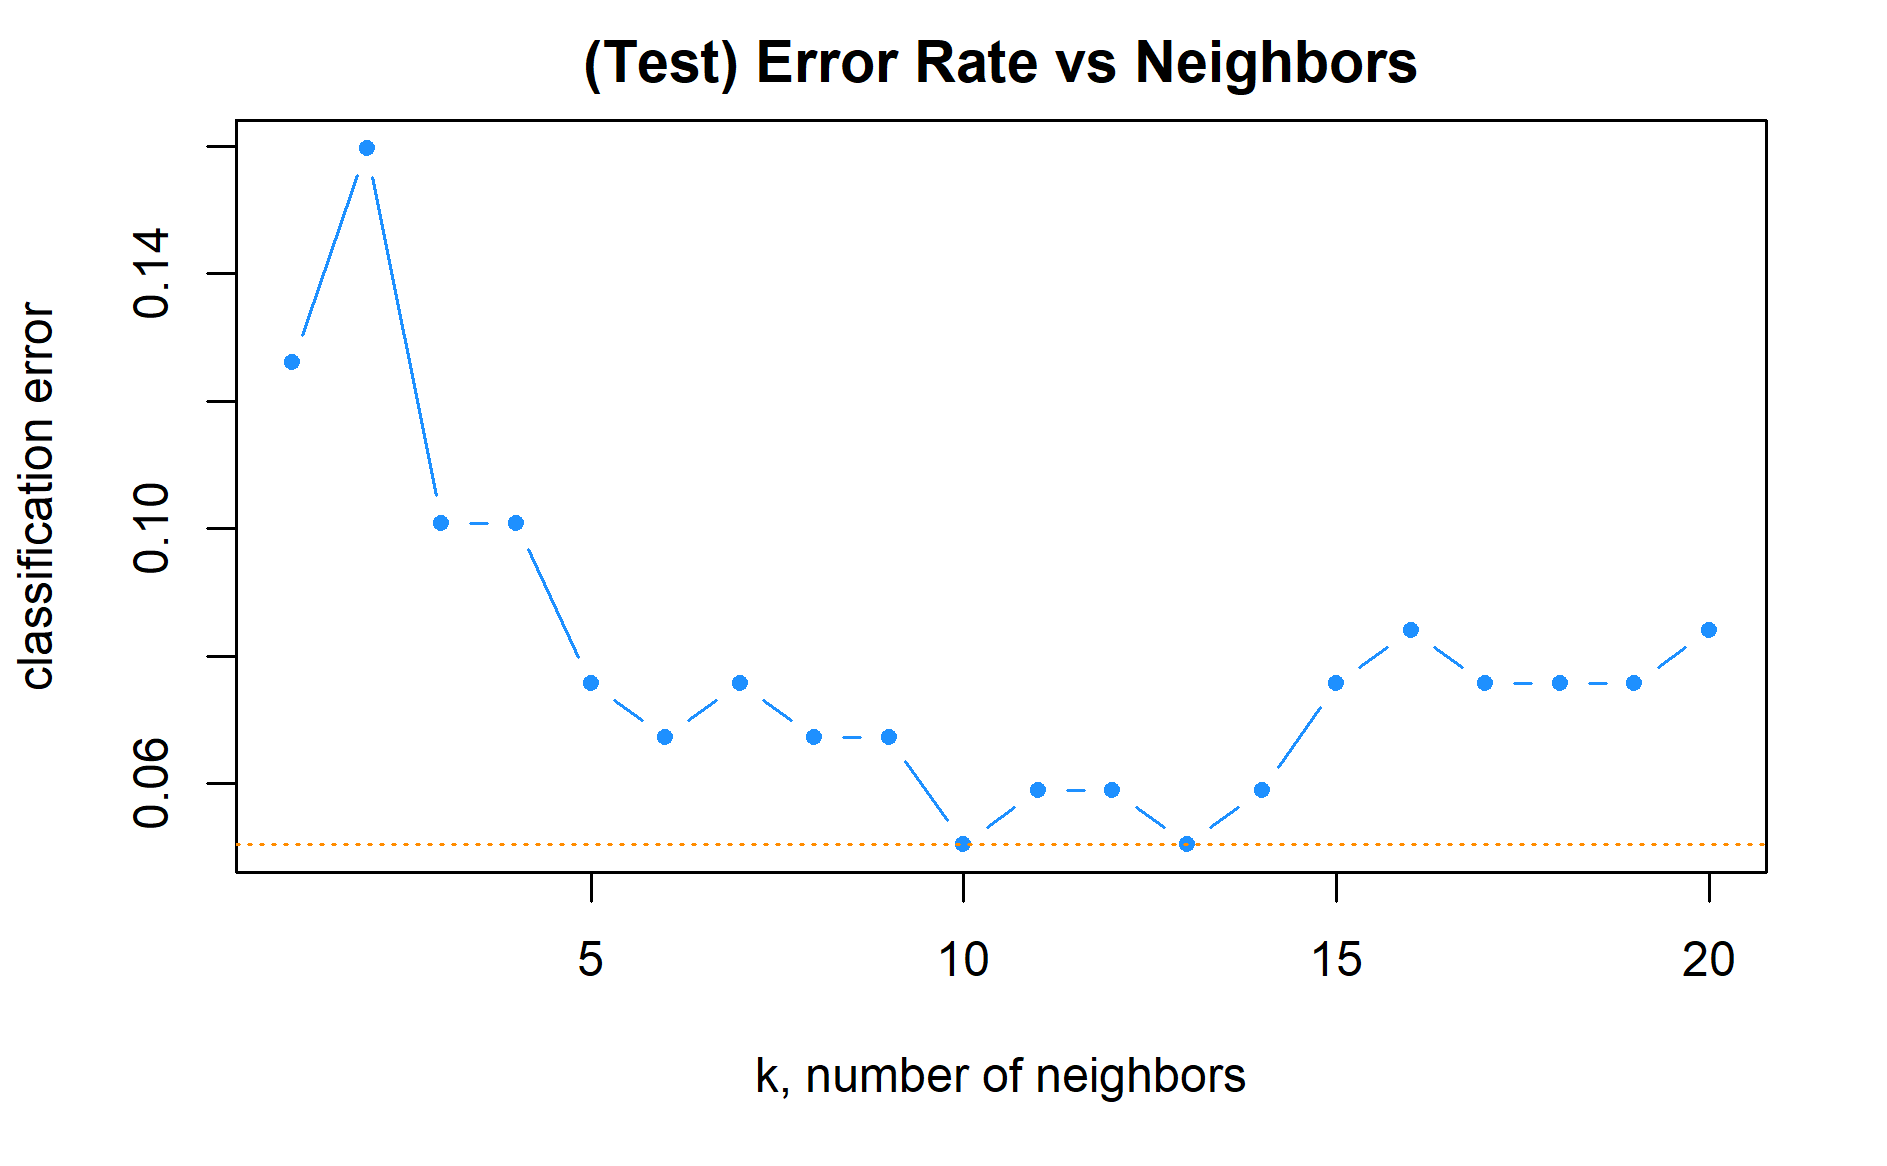 (Test) Error Rate vs Neighbors
classification error
0.14
0.10
0.06
5 10 15 20
k, number of neighbors